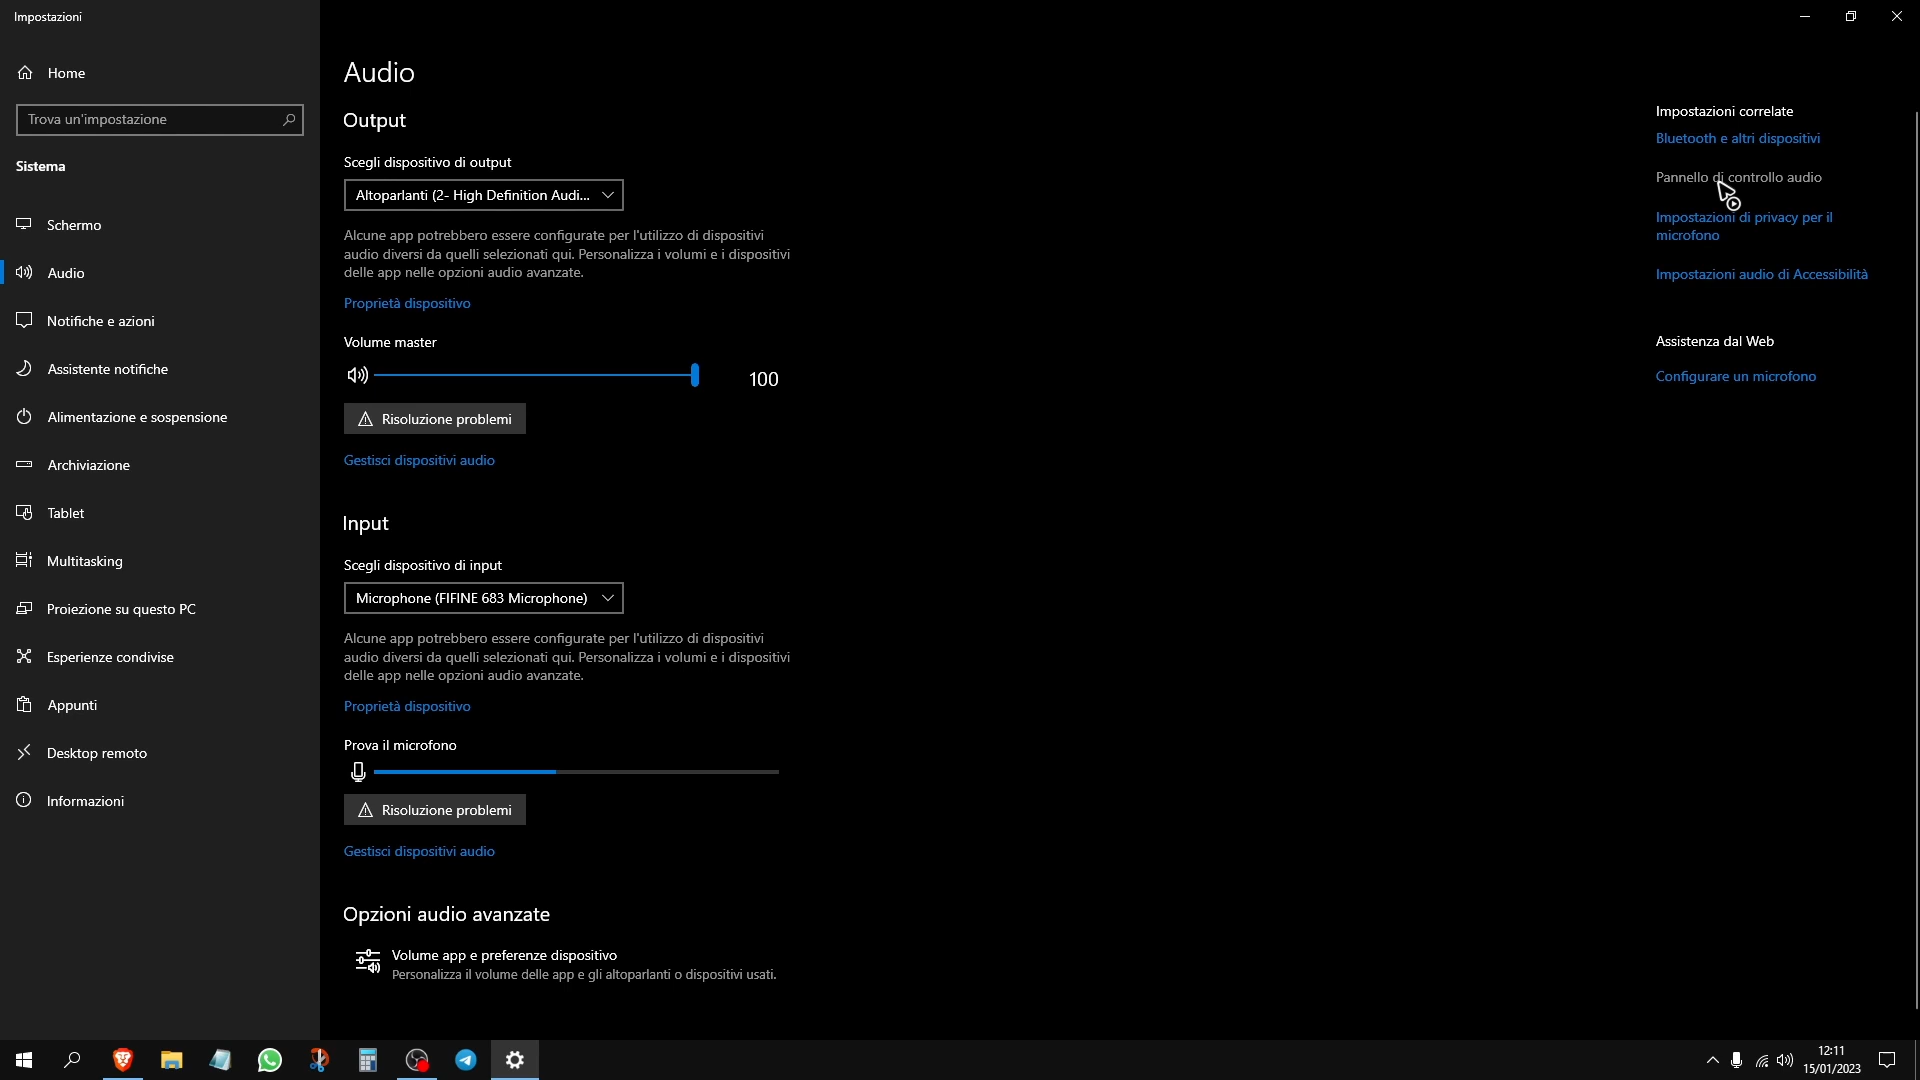 Impostazioni
Home
Trova un'impostazione
Sistema
Schermo
Audio
Notifiche e azioni
Assistente notifiche
Alimentazione e sospensione
Archiviazione
Tablet
Multitasking
Proiezione su questo PC
Esperienze condivise
Appunti
Desktop remoto
Informazioni
Audio
Output
Scegli dispositivo di output
Altoparlanti (2- High Definition Audi...
Alcune app potrebbero essere configurate per l'utilizzo di dispositivi
audio diversi da quelli selezionati qui. Personalizza i volumi e i dispositivi
delle app nelle opzioni audio avanzate.
Proprietà dispositivo
Volume master
100
Risoluzione problemi
Gestisci dispositivi audio
Input
Scegli dispositivo di input
Microphone (FIFINE 683 Microphone)
Alcune app potrebbero essere configurate per l'utilizzo di dispositivi
audio diversi da quelli selezionati qui. Personalizza i volumi e i dispositivi
delle app nelle opzioni audio avanzate.
Proprietà dispositivo
Prova il microfono
Risoluzione problemi
Gestisci dispositivi audio
Opzioni audio avanzate
Volume app e preferenze dispositivo
Personalizza il volume delle app e gli altoparlanti o dispositivi usati.
Impostazioni correlate
Bluetooth e altri dispositivi
Pannello di controllo audio
Impostazioni di privacy per il
microfono
Impostazioni audio di Accessibilità
Assistenza dal Web
Configurare un microfono
12:11
15/01/2023